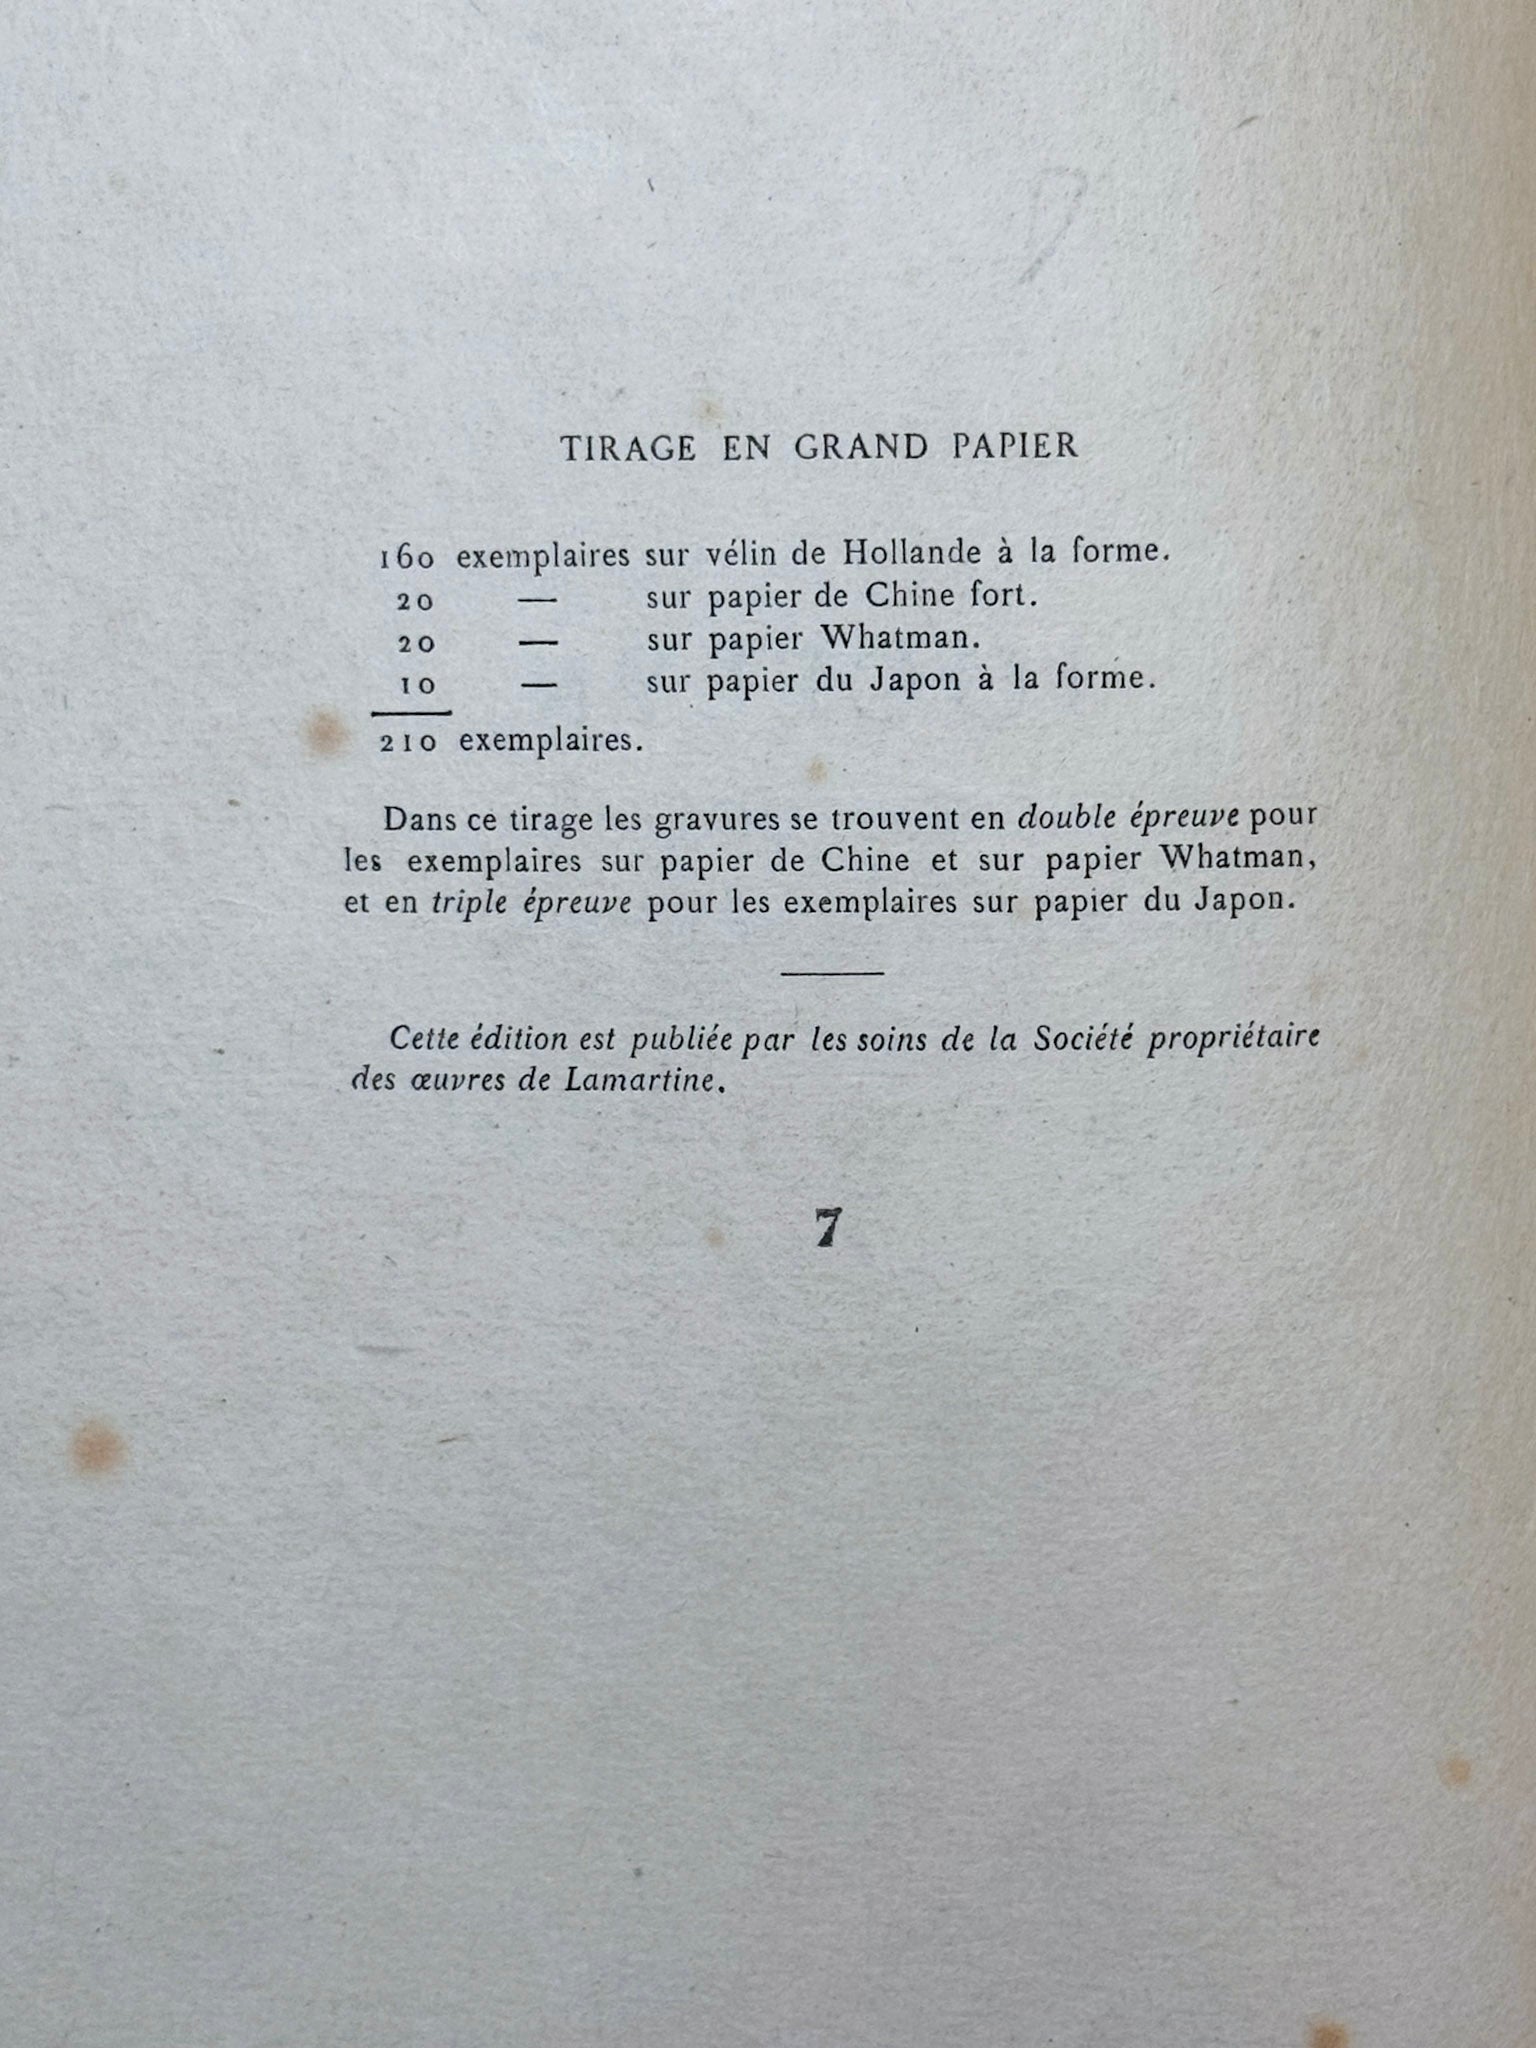 TIRAGE EN GRAND PAPIER
160 exemplaires sur vélin de Hollande à la forme.
20 — sur papier de Chine fort.
20 — sur papier Whatman.
10 — sur papier du Japon à la forme.
210 exemplaires.
Dans ce tirage les gravures se trouvent en double épreuve pour
les exemplaires sur papier de Chine et sur papier Whatman,
et en triple épreuve pour les exemplaires sur papier du Japon.
Cette édition est publiée par les soins de la Société propriétaire
des œuvres de Lamartine.
7